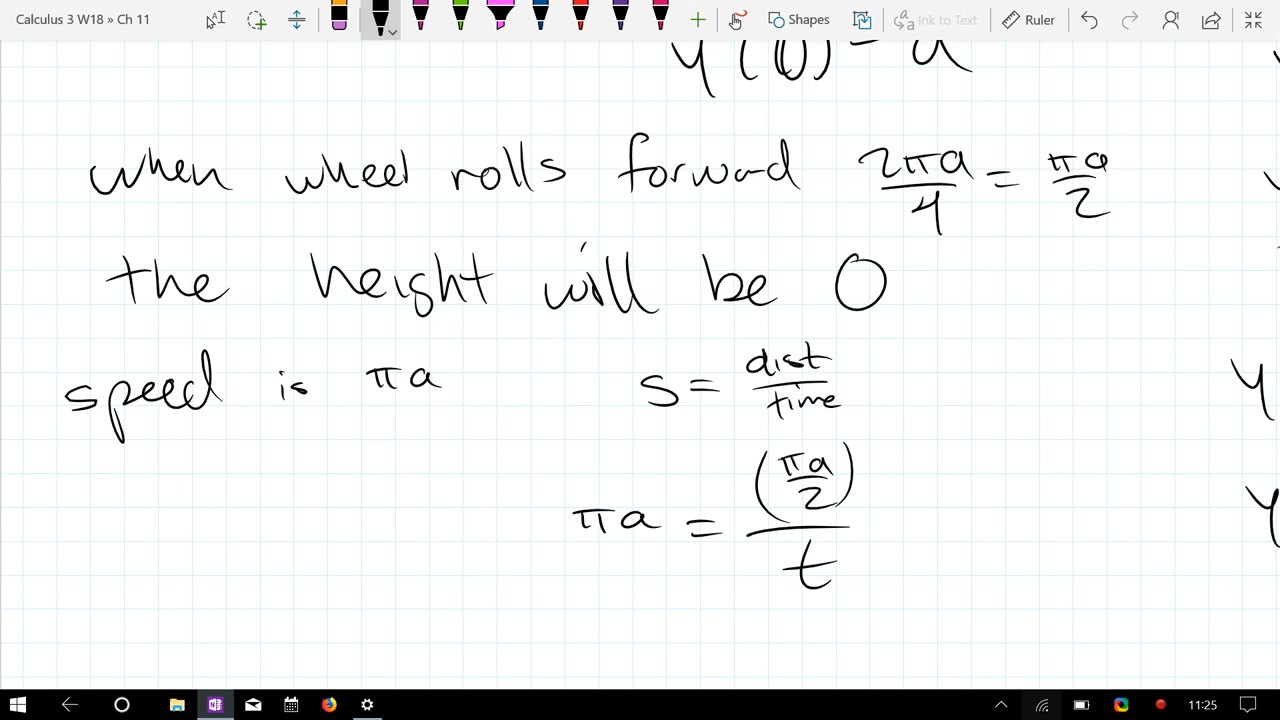 Calculus 3 W18 » Ch 11
Shapes
Ink to Text
Ruler
y(0) = a
when wheel rolls forward 2πa/4 = πa/2
the height will be 0
speed is πa s = dist/time
πa = (πa/2)/t
11:25